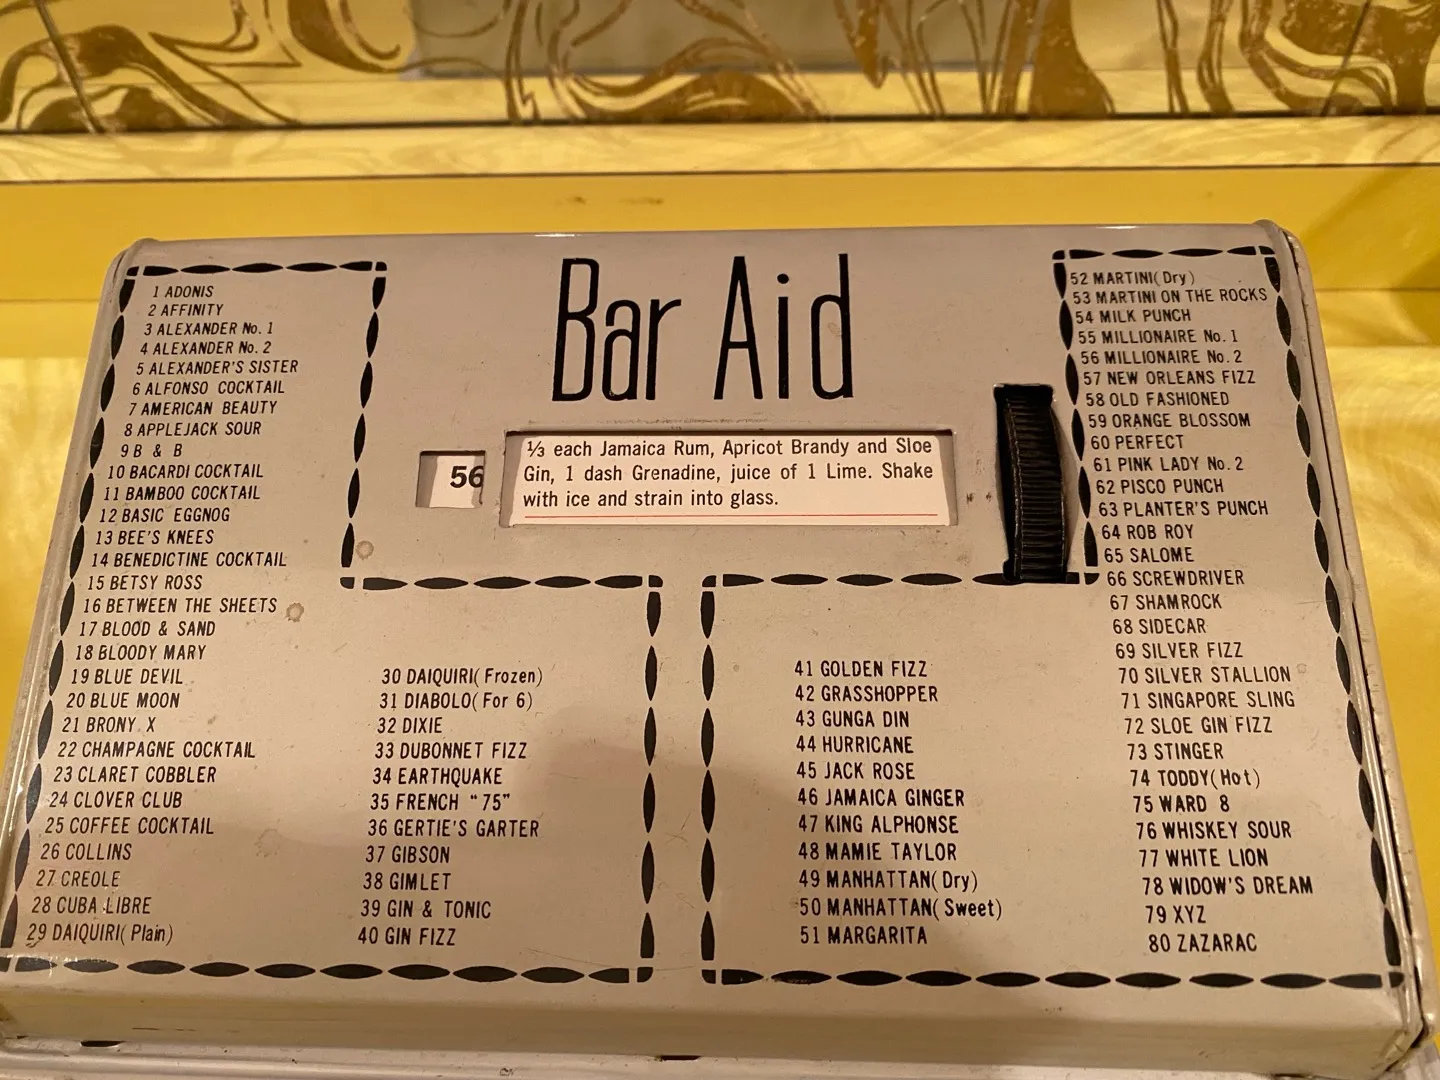 Bar Aid
1 ADONIS
2 AFFINITY
3 ALEXANDER No. 1
4 ALEXANDER No. 2
5 ALEXANDER'S SISTER
6 ALFONSO COCKTAIL
7 AMERICAN BEAUTY
8 APPLEJACK SOUR
9 B & B
10 BACARDI COCKTAIL
11 BAMBOO COCKTAIL
12 BASIC EGGNOG
13 BEE'S KNEES
14 BENEDICTINE COCKTAIL
15 BETSY ROSS
16 BETWEEN THE SHEETS
17 BLOOD & SAND
18 BLOODY MARY
19 BLUE DEVIL
20 BLUE MOON
21 BRONY X
22 CHAMPAGNE COCKTAIL
23 CLARET COBBLER
24 CLOVER CLUB
25 COFFEE COCKTAIL
26 COLLINS
27 CREOLE
28 CUBA LIBRE
29 DAIQUIRI(Plain)
56
⅓ each Jamaica Rum, Apricot Brandy and Sloe
Gin, 1 dash Grenadine, juice of 1 Lime. Shake
with ice and strain into glass.
30 DAIQUIRI(Frozen)
31 DIABOLO(For 6)
32 DIXIE
33 DUBONNET FIZZ
34 EARTHQUAKE
35 FRENCH "75"
36 GERTIE'S GARTER
37 GIBSON
38 GIMLET
39 GIN & TONIC
40 GIN FIZZ
41 GOLDEN FIZZ
42 GRASSHOPPER
43 GUNGA DIN
44 HURRICANE
45 JACK ROSE
46 JAMAICA GINGER
47 KING ALPHONSE
48 MAMIE TAYLOR
49 MANHATTAN(Dry)
50 MANHATTAN(Sweet)
51 MARGARITA
52 MARTINI(Dry)
53 MARTINI ON THE ROCKS
54 MILK PUNCH
55 MILLIONAIRE No. 1
56 MILLIONAIRE No. 2
57 NEW ORLEANS FIZZ
58 OLD FASHIONED
59 ORANGE BLOSSOM
60 PERFECT
61 PINK LADY No. 2
62 PISCO PUNCH
63 PLANTER'S PUNCH
64 ROB ROY
65 SALOME
66 SCREWDRIVER
67 SHAMROCK
68 SIDECAR
69 SILVER FIZZ
70 SILVER STALLION
71 SINGAPORE SLING
72 SLOE GIN FIZZ
73 STINGER
74 TODDY(Hot)
75 WARD 8
76 WHISKEY SOUR
77 WHITE LION
78 WIDOW'S DREAM
79 XYZ
80 ZAZARAC